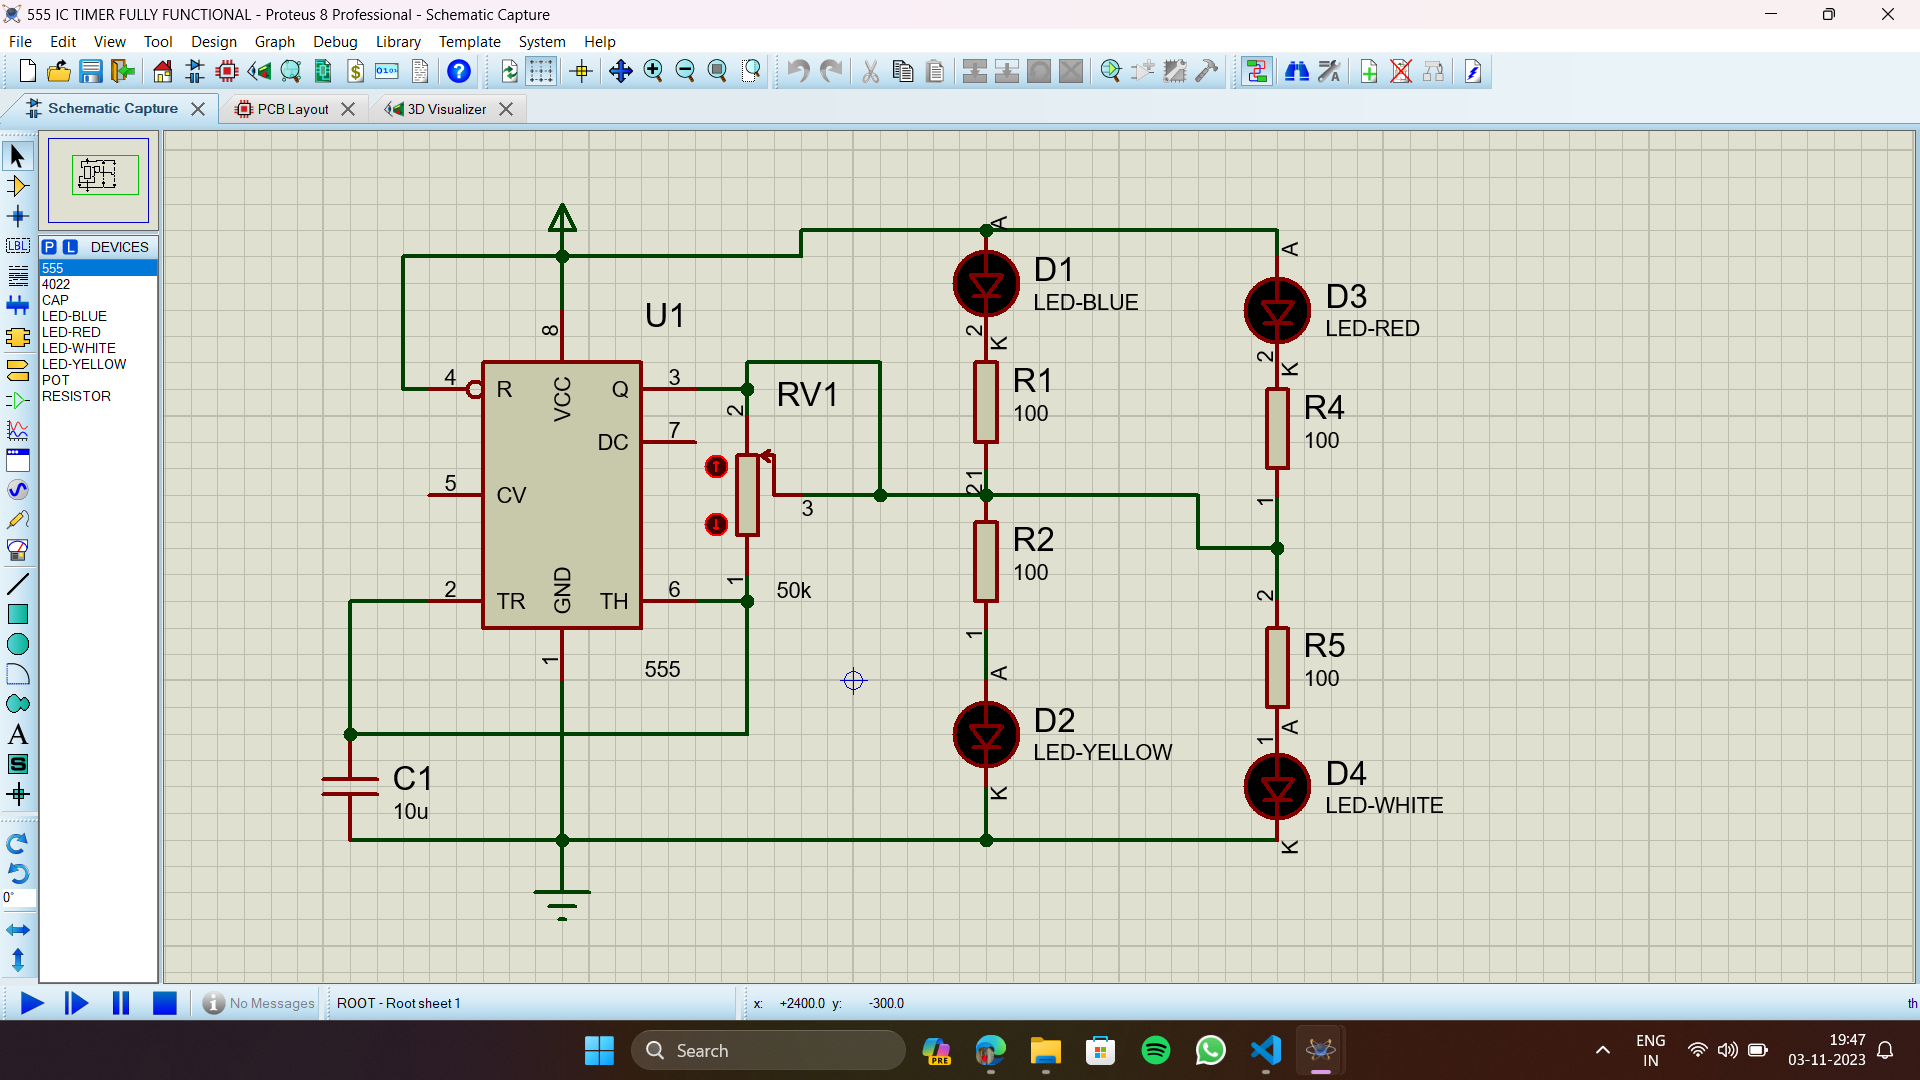 555 IC TIMER FULLY FUNCTIONAL - Proteus 8 Professional - Schematic Capture
File Edit View Tool Design Graph Debug Library Template System Help
Schematic Capture PCB Layout 3D Visualizer
P L DEVICES
555
4022
CAP
LED-BLUE
LED-RED
LED-WHITE
LED-YELLOW
POT
RESISTOR
LBL
A
S
0°
U1
8
4 R VCC Q 3
DC 7
5 CV
2 TR GND TH 6
1
555
RV1
2
3
1
50k
C1
10u
A
D1
LED-BLUE
2 K
R1
100
1
2
R2
100
1
A
D2
LED-YELLOW
K
A
D3
LED-RED
2 K
R4
100
1
2
R5
100
1 A
D4
LED-WHITE
K
No Messages ROOT - Root sheet 1 x: +2400.0 y: -300.0 th
Search
PRE
ENG
IN
19:47
03-11-2023